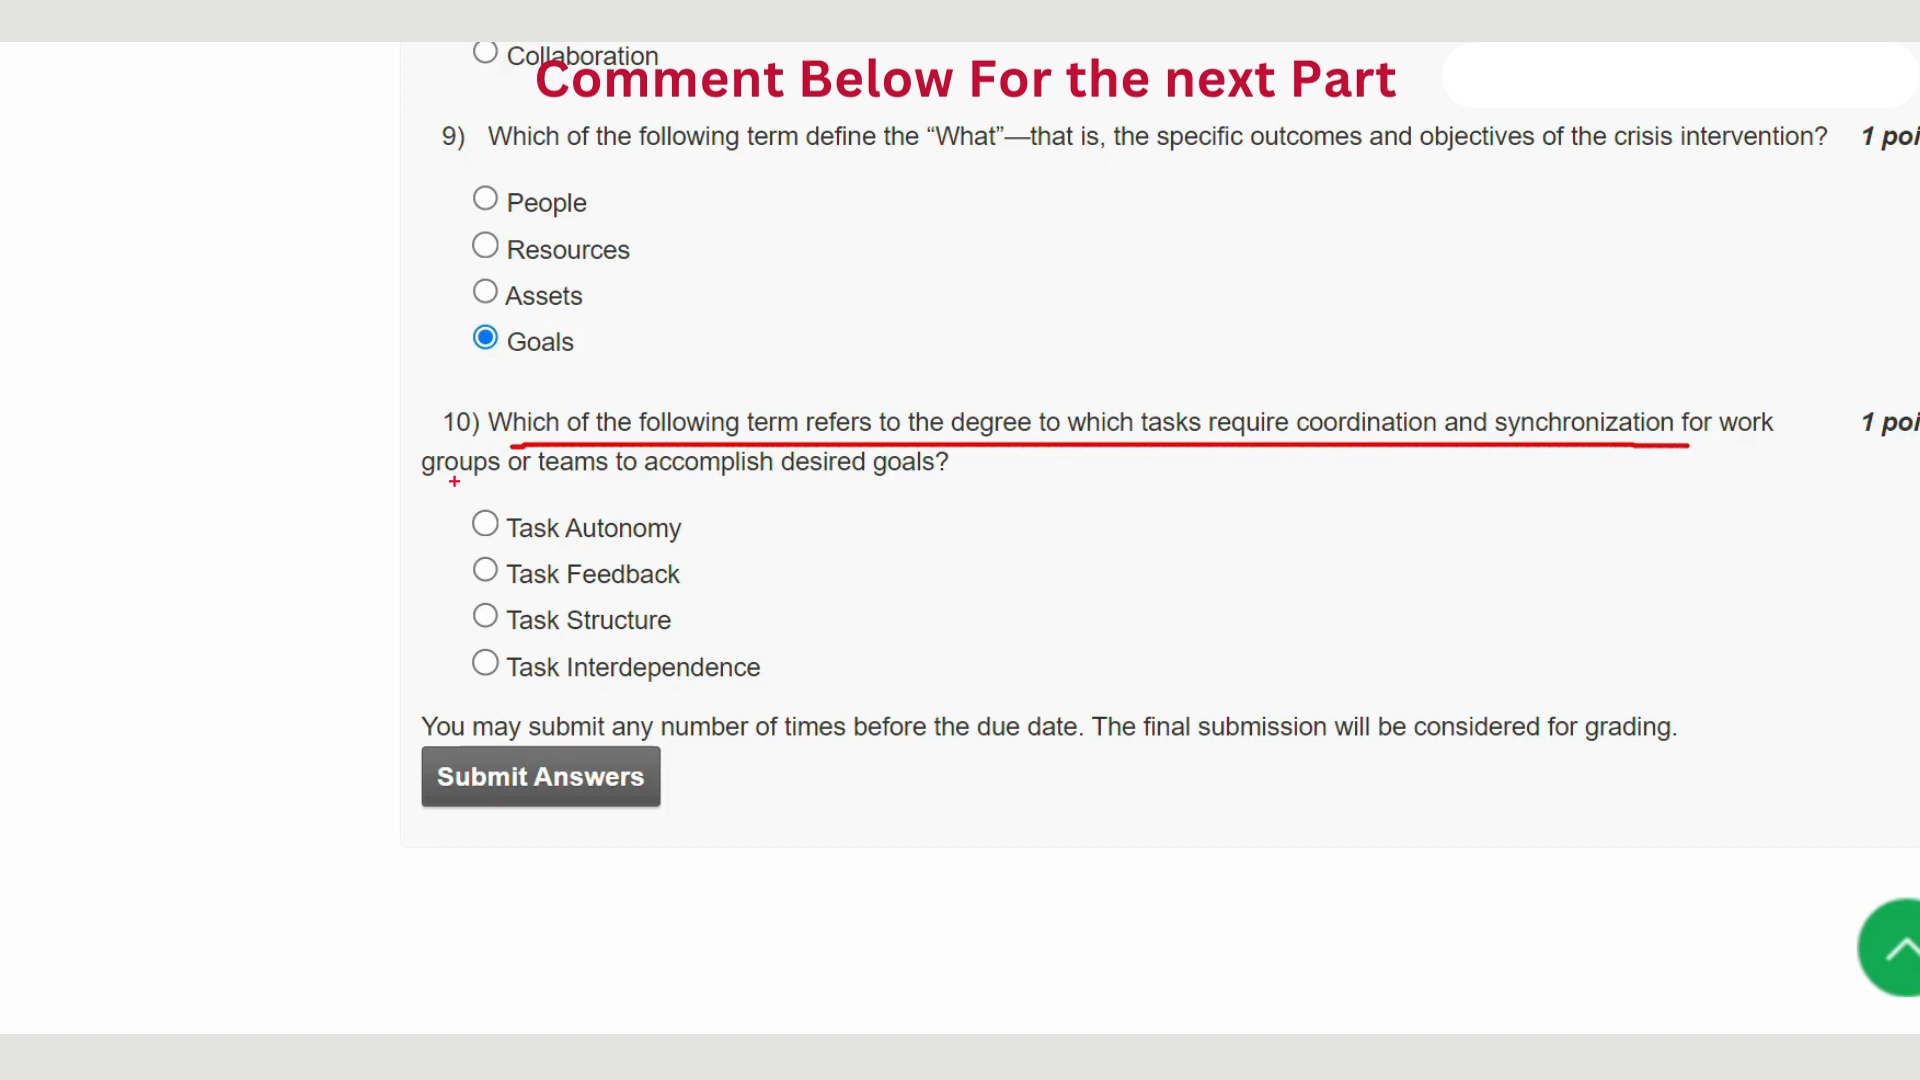 Collaboration
Comment Below For the next Part
9) Which of the following term define the “What”—that is, the specific outcomes and objectives of the crisis intervention? 1 poi
People
Resources
Assets
Goals
10) Which of the following term refers to the degree to which tasks require coordination and synchronization for work 1 poi
groups or teams to accomplish desired goals?
Task Autonomy
Task Feedback
Task Structure
Task Interdependence
You may submit any number of times before the due date. The final submission will be considered for grading.
Submit Answers